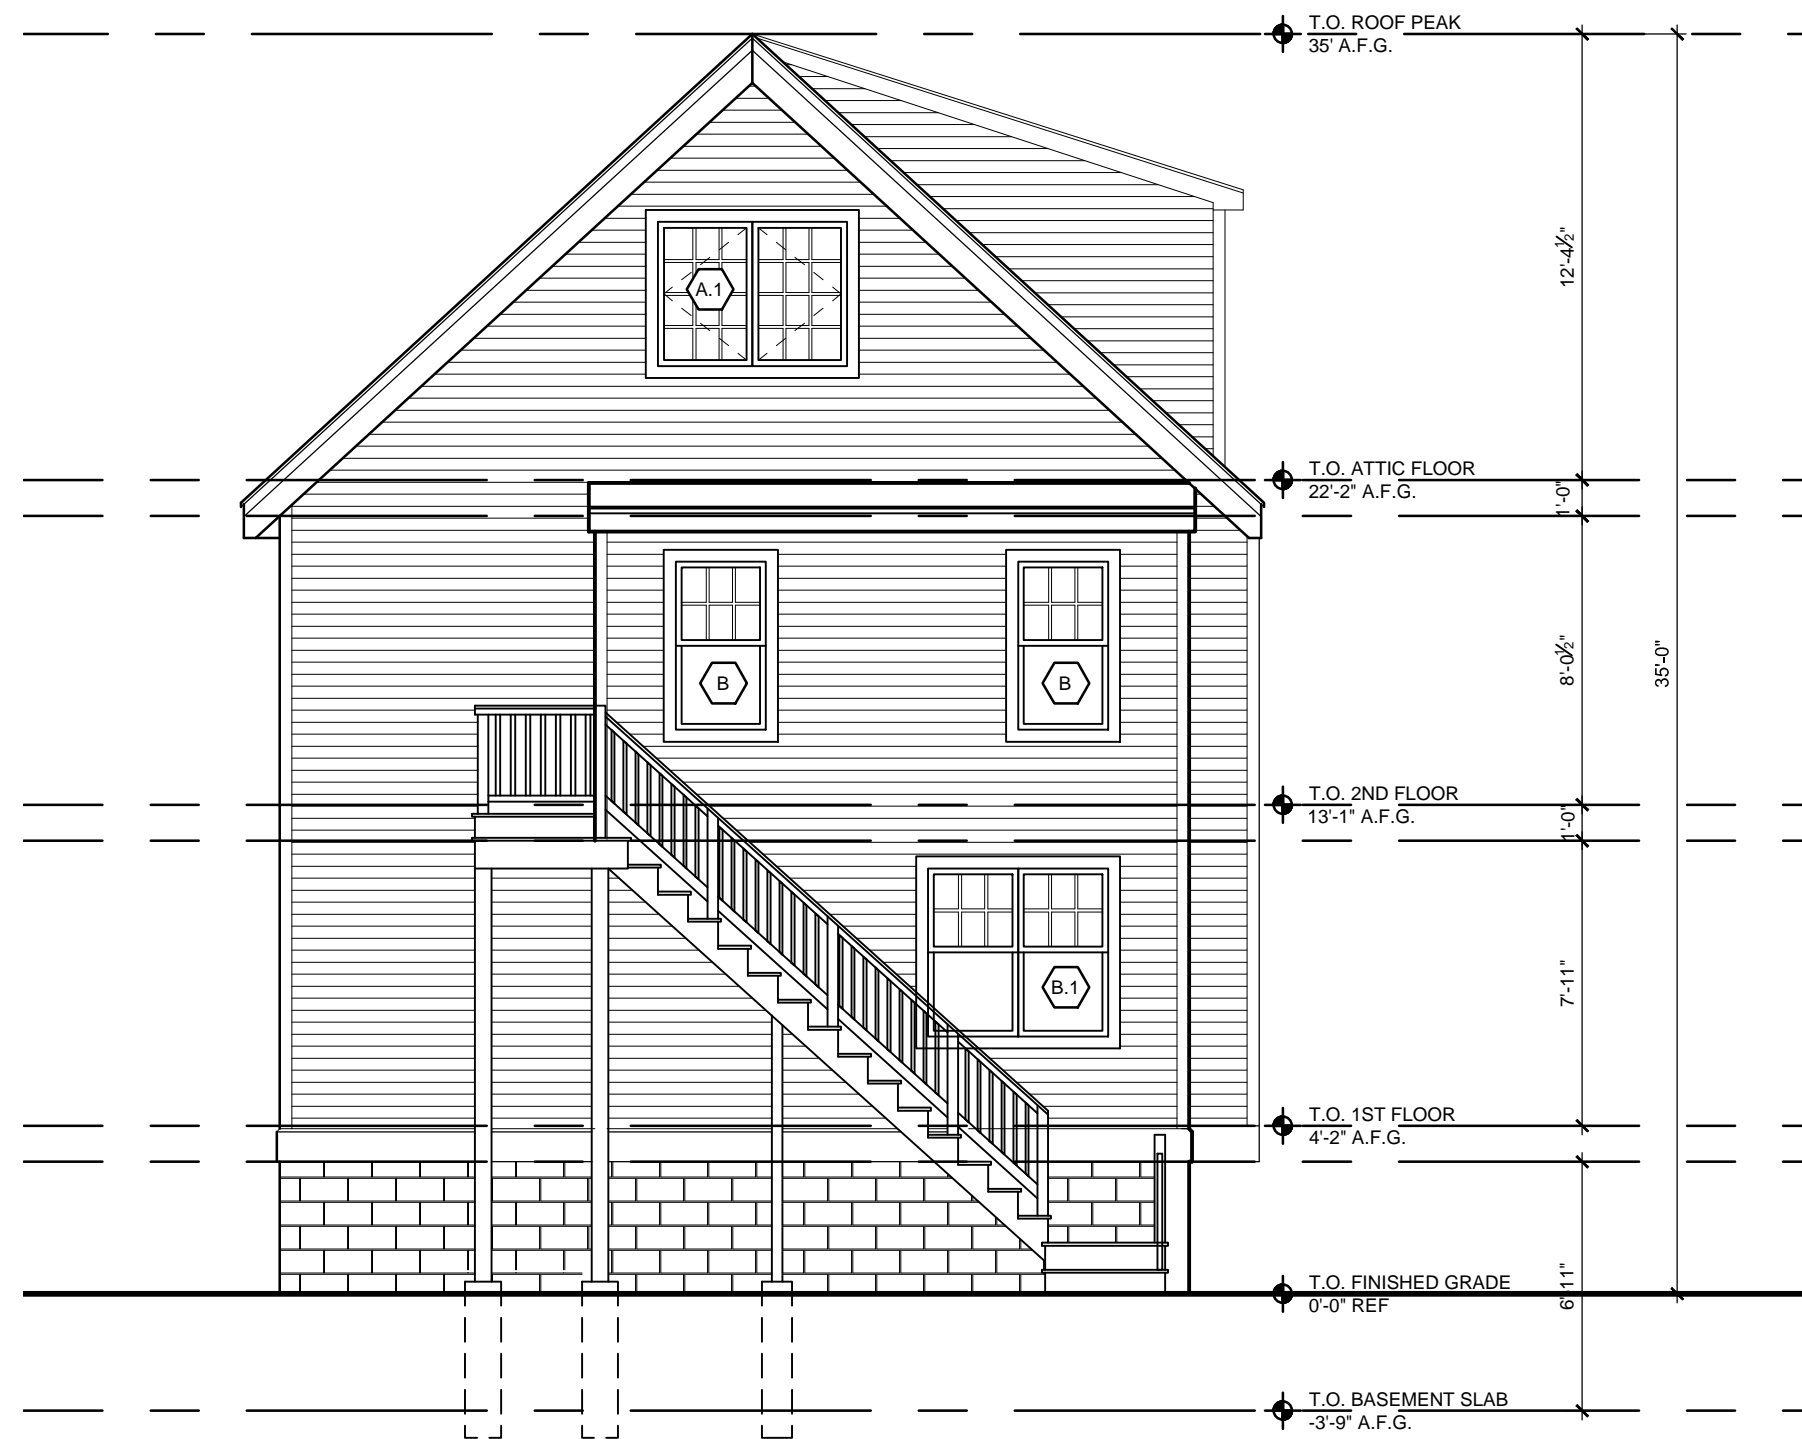 T.O. ROOF PEAK
35' A.F.G.
12'-4½"
A.1
T.O. ATTIC FLOOR
22'-2" A.F.G.
1'-0"
8'-0½"
35'-0"
B
B
T.O. 2ND FLOOR
13'-1" A.F.G.
1'-0"
7'-11"
B.1
T.O. 1ST FLOOR
4'-2" A.F.G.
6'-11"
T.O. FINISHED GRADE
0'-0" REF
T.O. BASEMENT SLAB
-3'-9" A.F.G.